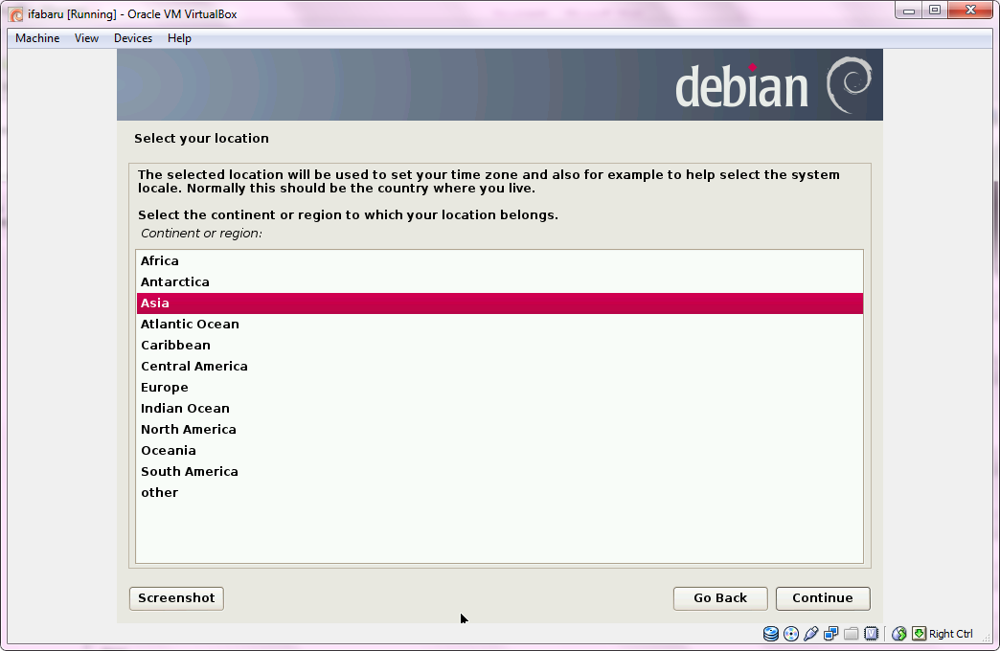 ifabaru [Running] - Oracle VM VirtualBox
Machine View Devices Help
debian
Select your location
The selected location will be used to set your time zone and also for example to help select the system
locale. Normally this should be the country where you live.
Select the continent or region to which your location belongs.
Continent or region:
Africa
Antarctica
Asia
Atlantic Ocean
Caribbean
Central America
Europe
Indian Ocean
North America
Oceania
South America
other
Screenshot Go Back Continue
Right Ctrl